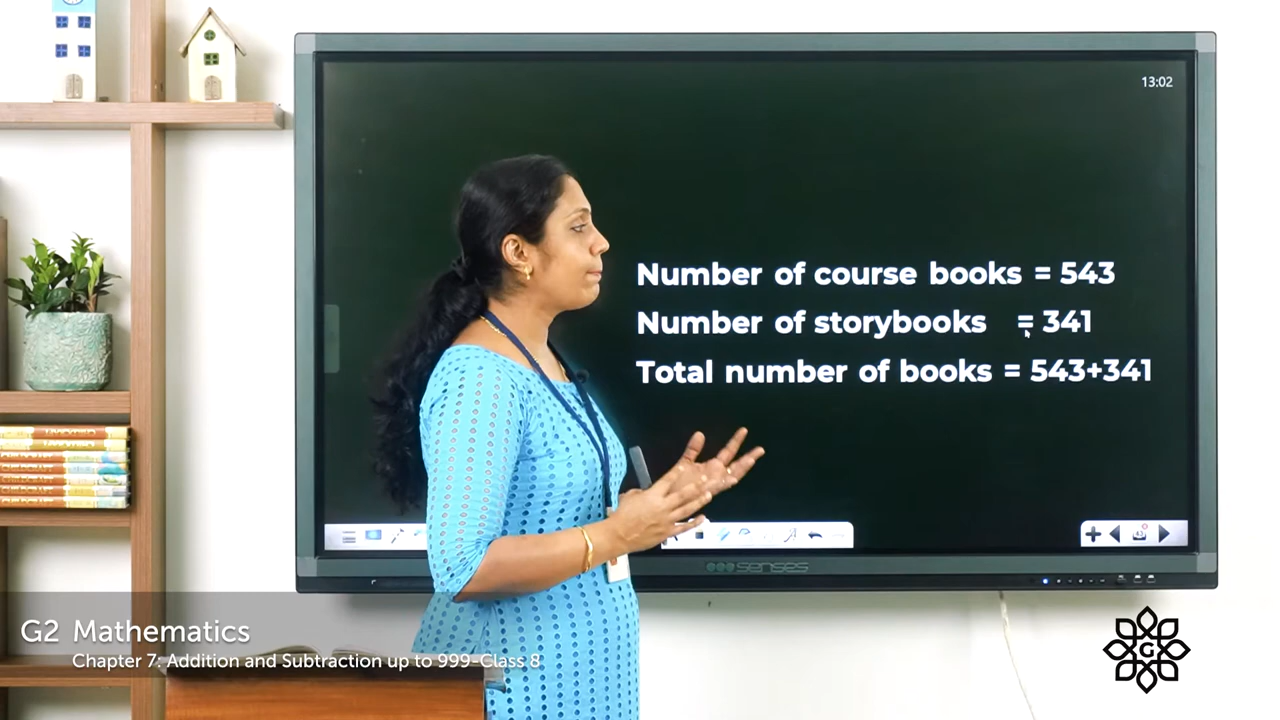 13:02
Number of course books = 543
Number of storybooks = 341
Total number of books = 543+341
senses
G2 Mathematics
Chapter 7: Addition and Subtraction up to 999-Class 8
G